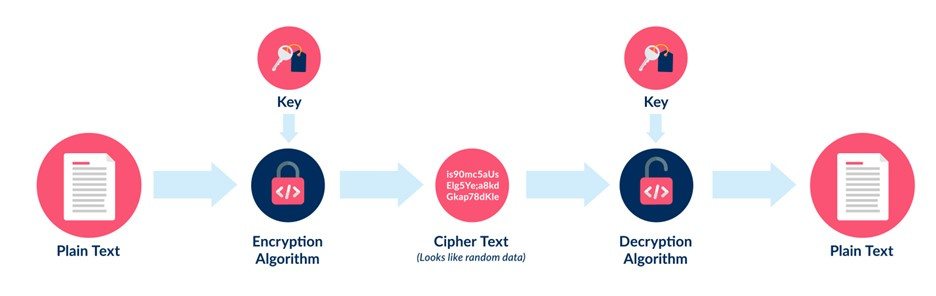 Key
Key
is90mc5aUs
Elg5Ye;a8kd
Gkap78dKle
Plain Text
Encryption
Algorithm
Cipher Text
(Looks like random data)
Decryption
Algorithm
Plain Text